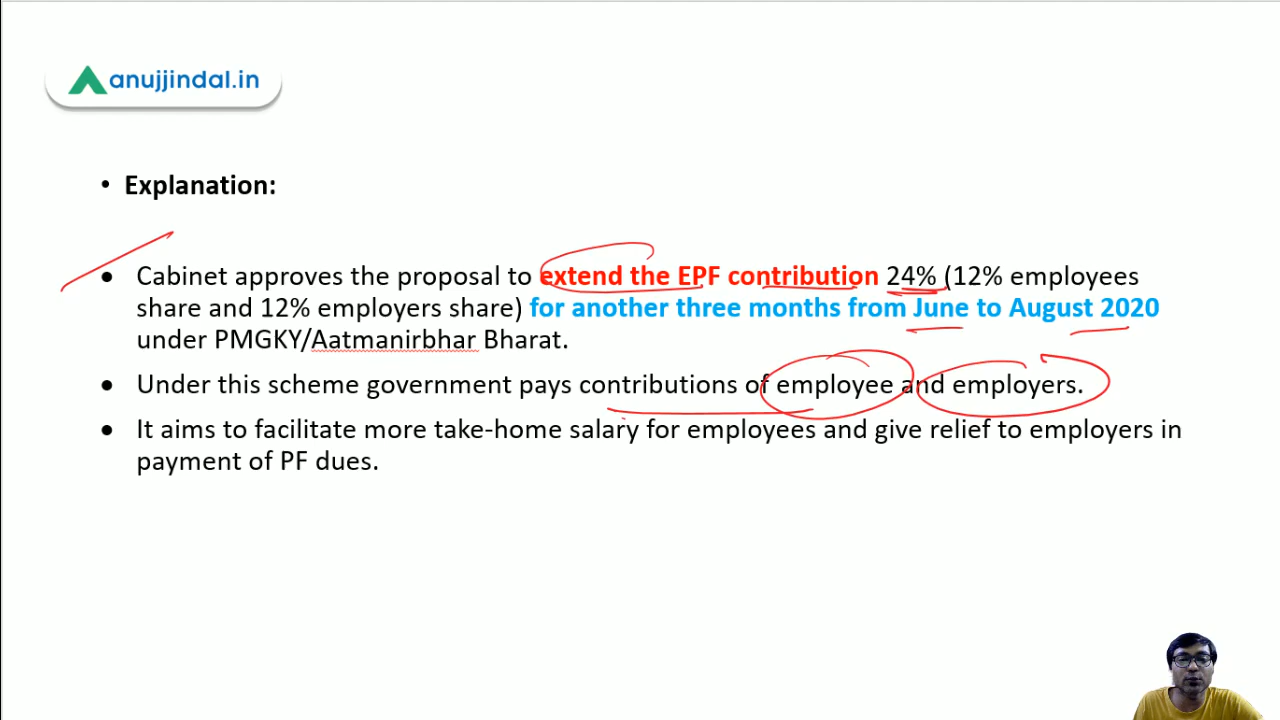 anujjindal.in
• Explanation:
• Cabinet approves the proposal to extend the EPF contribution 24% (12% employees
share and 12% employers share) for another three months from June to August 2020
under PMGKY/Aatmanirbhar Bharat.
• Under this scheme government pays contributions of employee and employers.
• It aims to facilitate more take-home salary for employees and give relief to employers in
payment of PF dues.